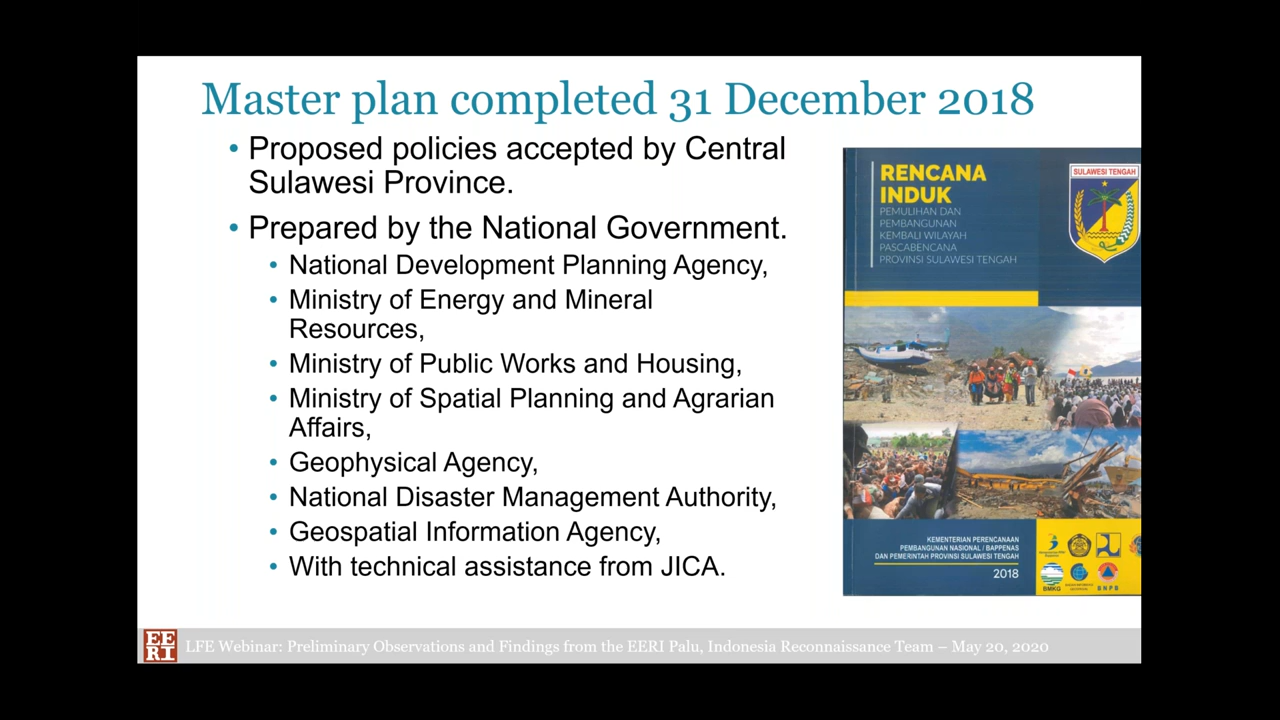 Master plan completed 31 December 2018
• Proposed policies accepted by Central
Sulawesi Province.
• Prepared by the National Government.
• National Development Planning Agency,
• Ministry of Energy and Mineral
Resources,
• Ministry of Public Works and Housing,
• Ministry of Spatial Planning and Agrarian
Affairs,
• Geophysical Agency,
• National Disaster Management Authority,
• Geospatial Information Agency,
• With technical assistance from JICA.
RENCANA
INDUK
PEMULIHAN DAN
PEMBANGUNAN
KEMBALI WILAYAH
PASCABENCANA
PROVINSI SULAWESI TENGAH
SULAWESI TENGAH
KEMENTERIAN PERENCANAAN
PEMBANGUNAN NASIONAL / BAPPENAS
DAN PEMERINTAH PROVINSI SULAWESI TENGAH
2018
BMKG
BNPB
EE
RI
LFE Webinar: Preliminary Observations and Findings from the EERI Palu, Indonesia Reconnaissance Team – May 20, 2020